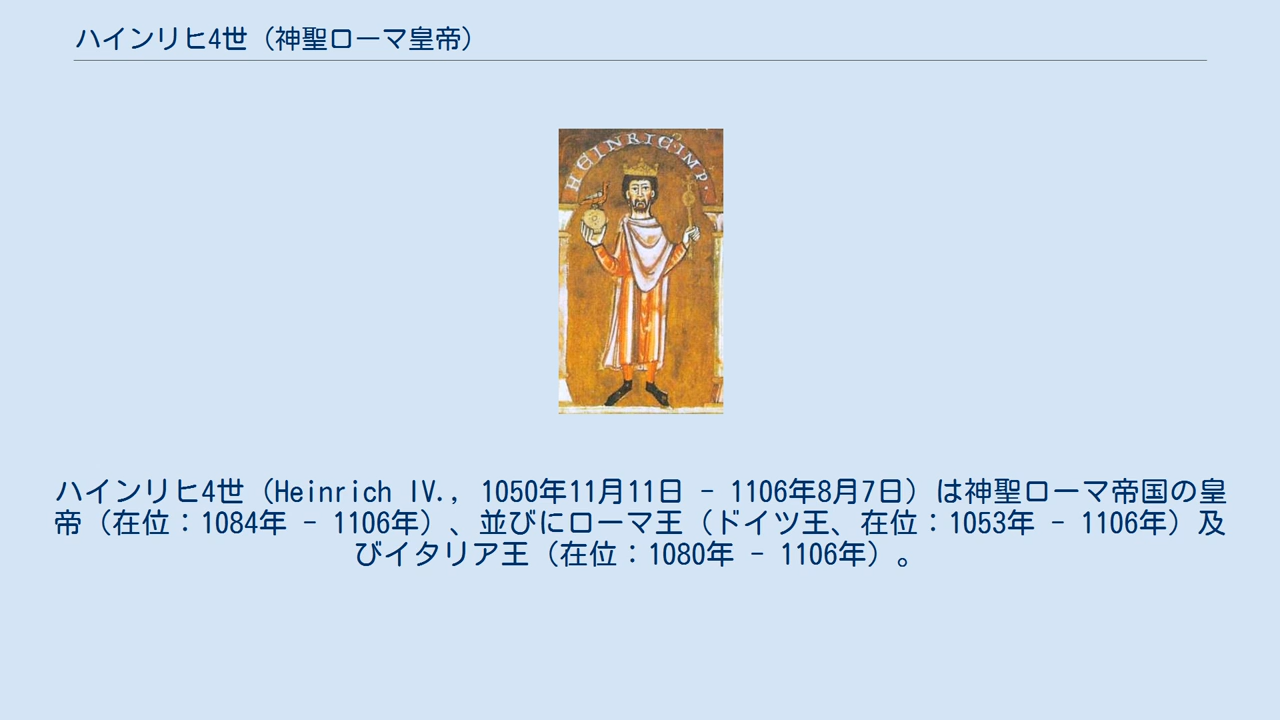 ハインリヒ4世（神聖ローマ皇帝）
HEINRIC·IMP·
ハインリヒ4世（Heinrich IV., 1050年11月11日 - 1106年8月7日）は神聖ローマ帝国の皇
帝（在位：1084年 - 1106年）、並びにローマ王（ドイツ王、在位：1053年 - 1106年）及
びイタリア王（在位：1080年 - 1106年）。